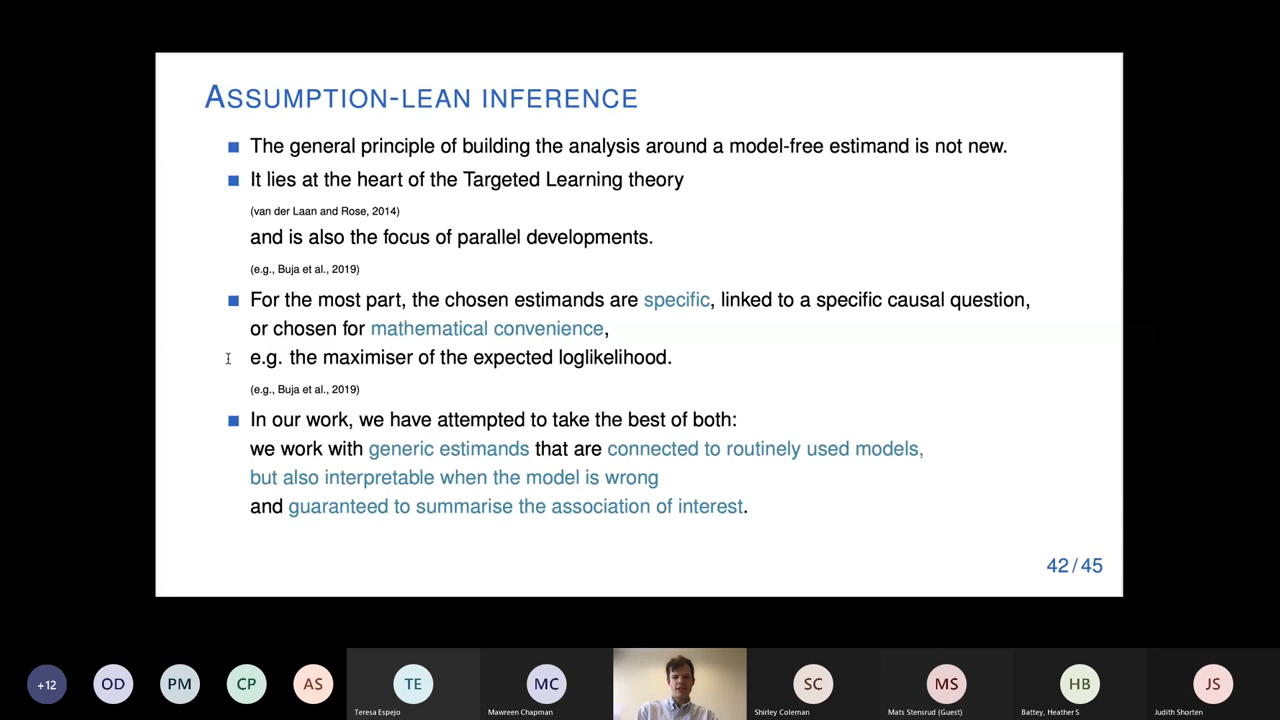 ASSUMPTION-LEAN INFERENCE
The general principle of building the analysis around a model-free estimand is not new.
It lies at the heart of the Targeted Learning theory
(van der Laan and Rose, 2014)
and is also the focus of parallel developments.
(e.g., Buja et al., 2019)
For the most part, the chosen estimands are specific, linked to a specific causal question,
or chosen for mathematical convenience,
e.g. the maximiser of the expected loglikelihood.
(e.g., Buja et al., 2019)
In our work, we have attempted to take the best of both:
we work with generic estimands that are connected to routinely used models,
but also interpretable when the model is wrong
and guaranteed to summarise the association of interest.
42/45
+12
OD
PM
CP
AS
TE
MC
SC
MS
HB
JS
Teresa Espejo
Mawreen Chapman
Shirley Coleman
Mats Stensrud (Guest)
Battey, Heather S
Judith Shorten